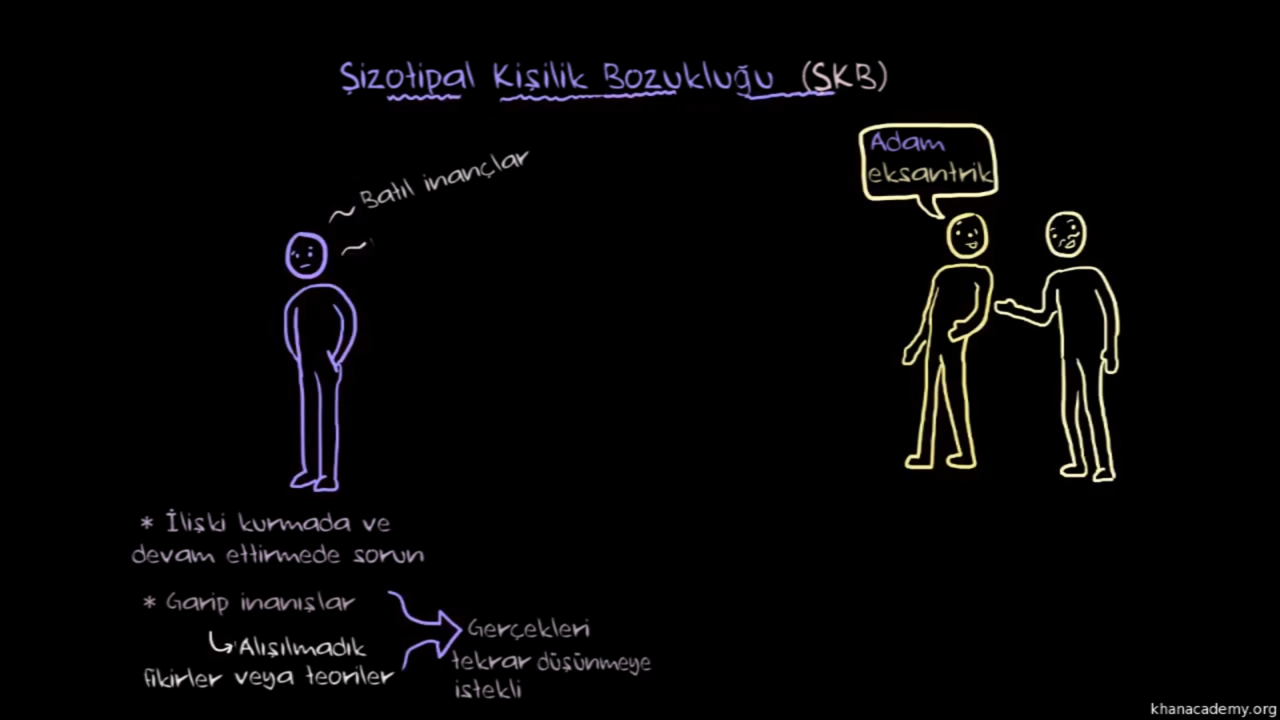 Şizotipal Kişilik Bozukluğu (ŞKB)
Adam
eksantrik
Batıl inançlar
* İlişki kurmada ve
devam ettirmede sorun
* Garip inanışlar
Alışılmadık
fikirler veya teoriler
Gerçekleri
tekrar düşünmeye
istekli
khanacademy.org